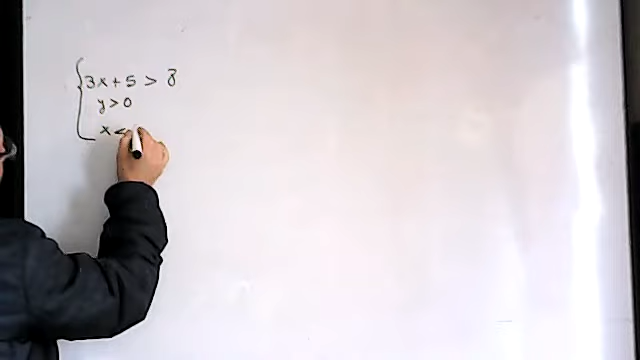 3x + 5 > 8
y > 0
x <